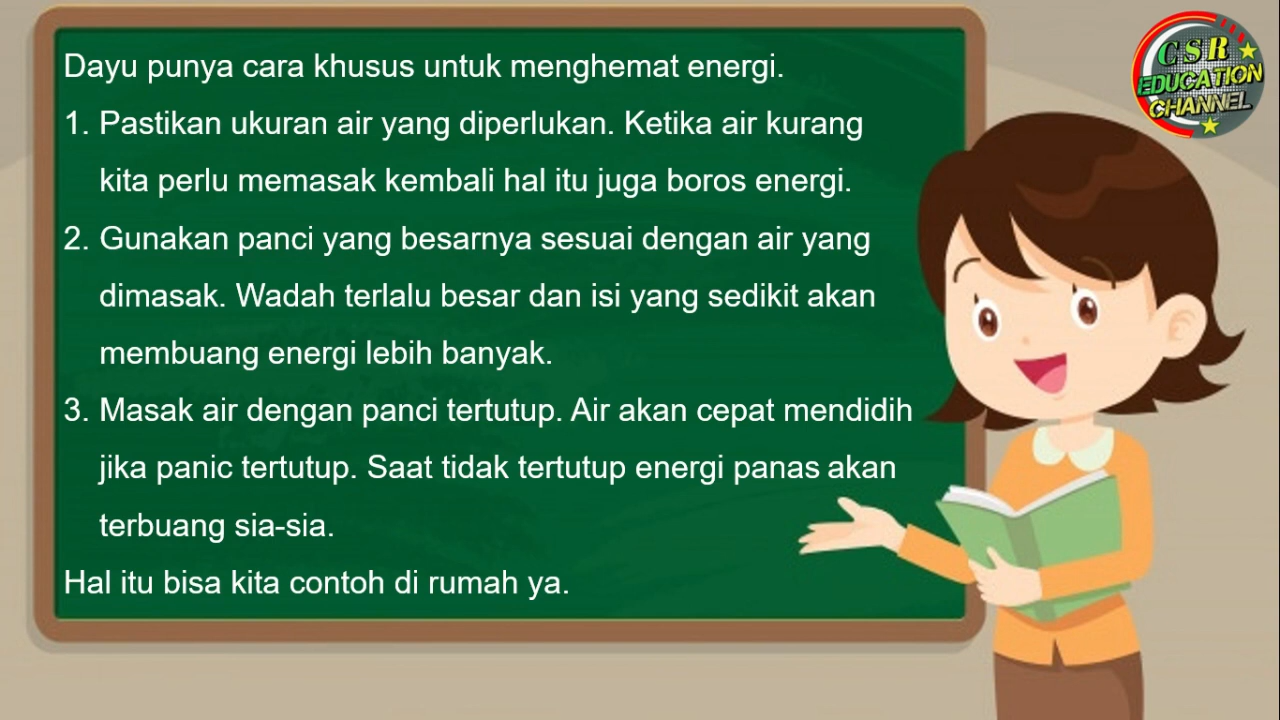 Dayu punya cara khusus untuk menghemat energi.
1. Pastikan ukuran air yang diperlukan. Ketika air kurang
kita perlu memasak kembali hal itu juga boros energi.
2. Gunakan panci yang besarnya sesuai dengan air yang
dimasak. Wadah terlalu besar dan isi yang sedikit akan
membuang energi lebih banyak.
3. Masak air dengan panci tertutup. Air akan cepat mendidih
jika panic tertutup. Saat tidak tertutup energi panas akan
terbuang sia-sia.
Hal itu bisa kita contoh di rumah ya.
CSR
EDUCATION
CHANNEL